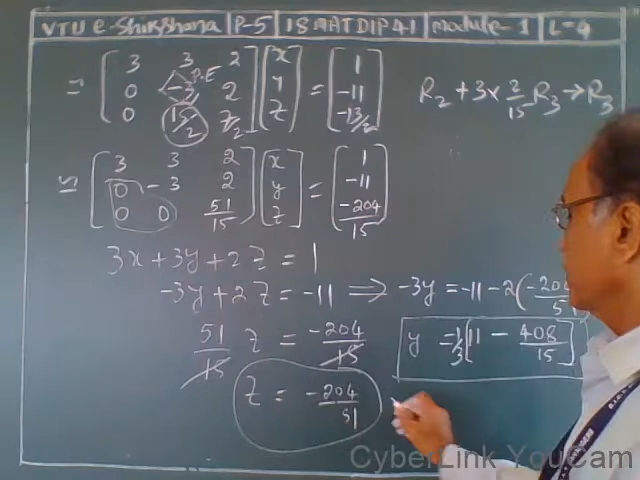 VTU e-Shikshana | P-5 | 18 MATDIP41 | module-1 | L-4
≃ [3 3 2; 0 -3 2; 0 15/2 7/2] [x; y; z] = [1; -11; -13/2]
P.E
R₂ + 3 × 2/15 R₃ → R₃
≃ [3 3 2; 0 -3 2; 0 0 51/15] [x; y; z] = [1; -11; -204/15]
3x + 3y + 2z = 1
-3y + 2z = -11 ⇒ -3y = -11 - 2(-204/51)
51/15 z = -204/15
y = 1/3 [11 - 408/15]
z = -204/51
CyberLink YouCam